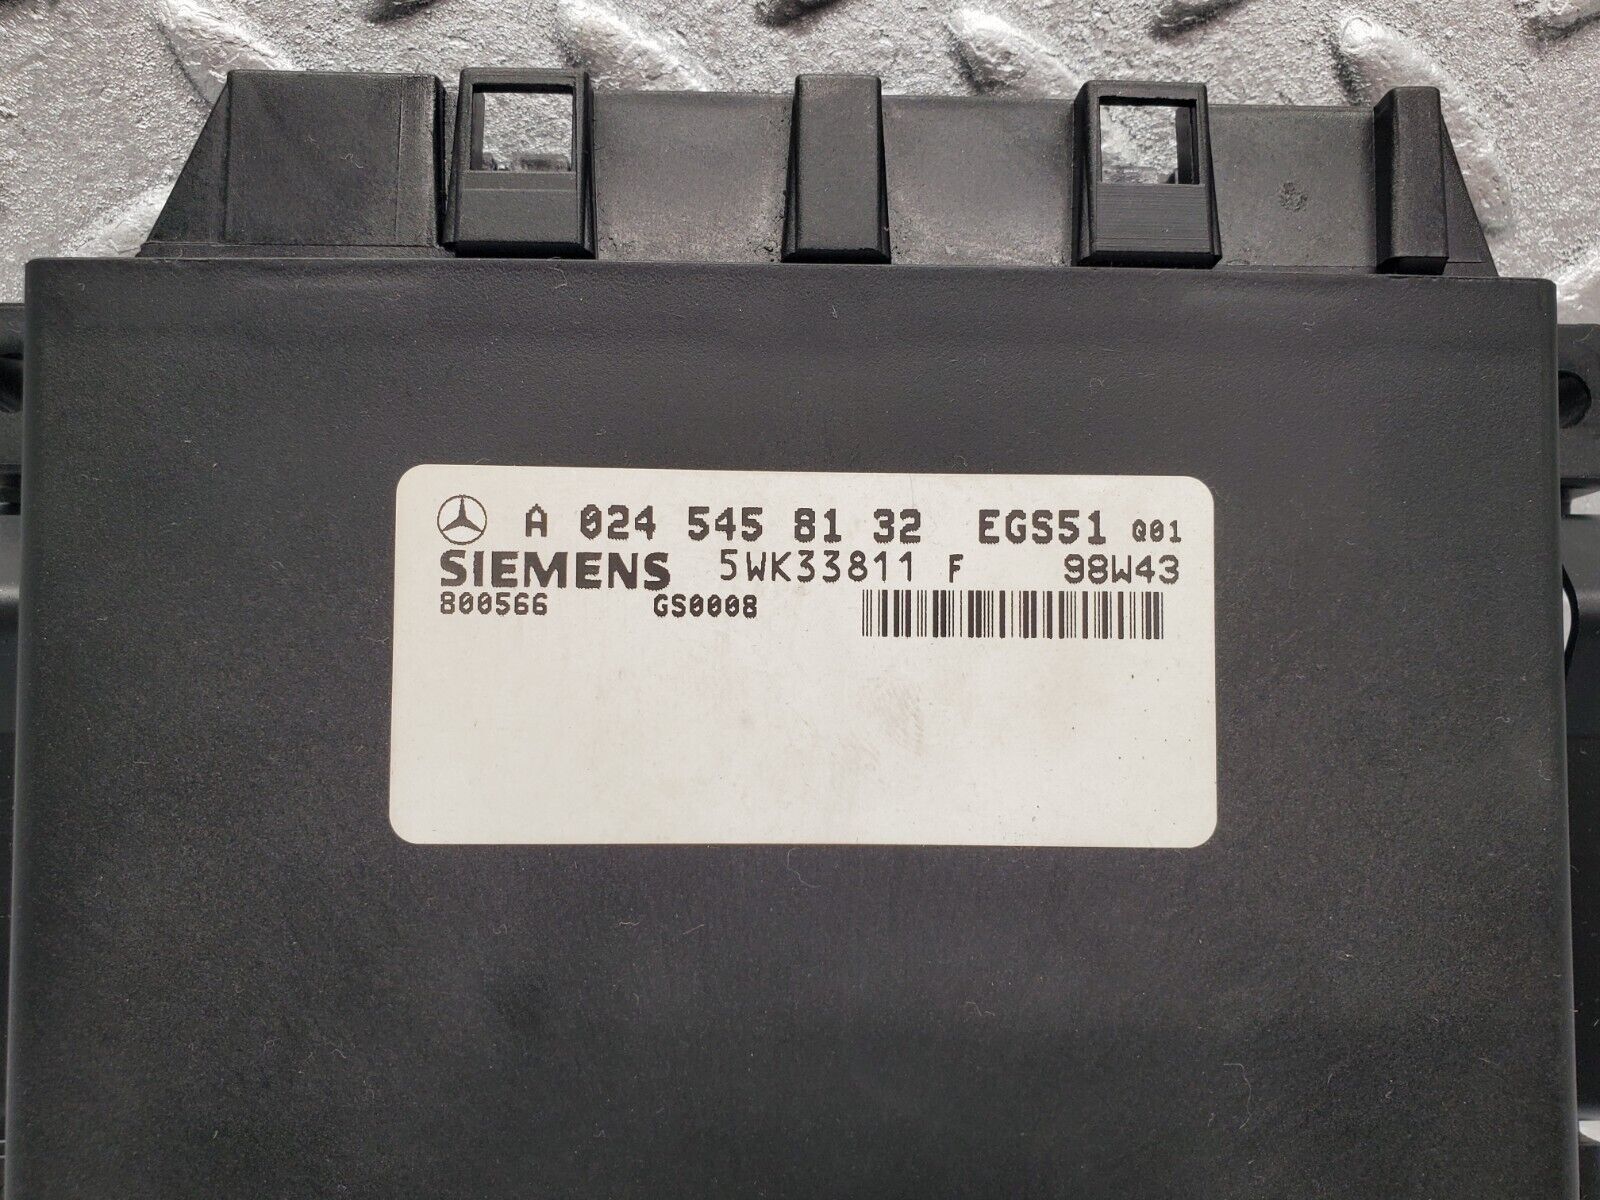 A 024 545 81 32 EGS51 Q01
SIEMENS 5WK33811 F 98W43
800566 GS0008